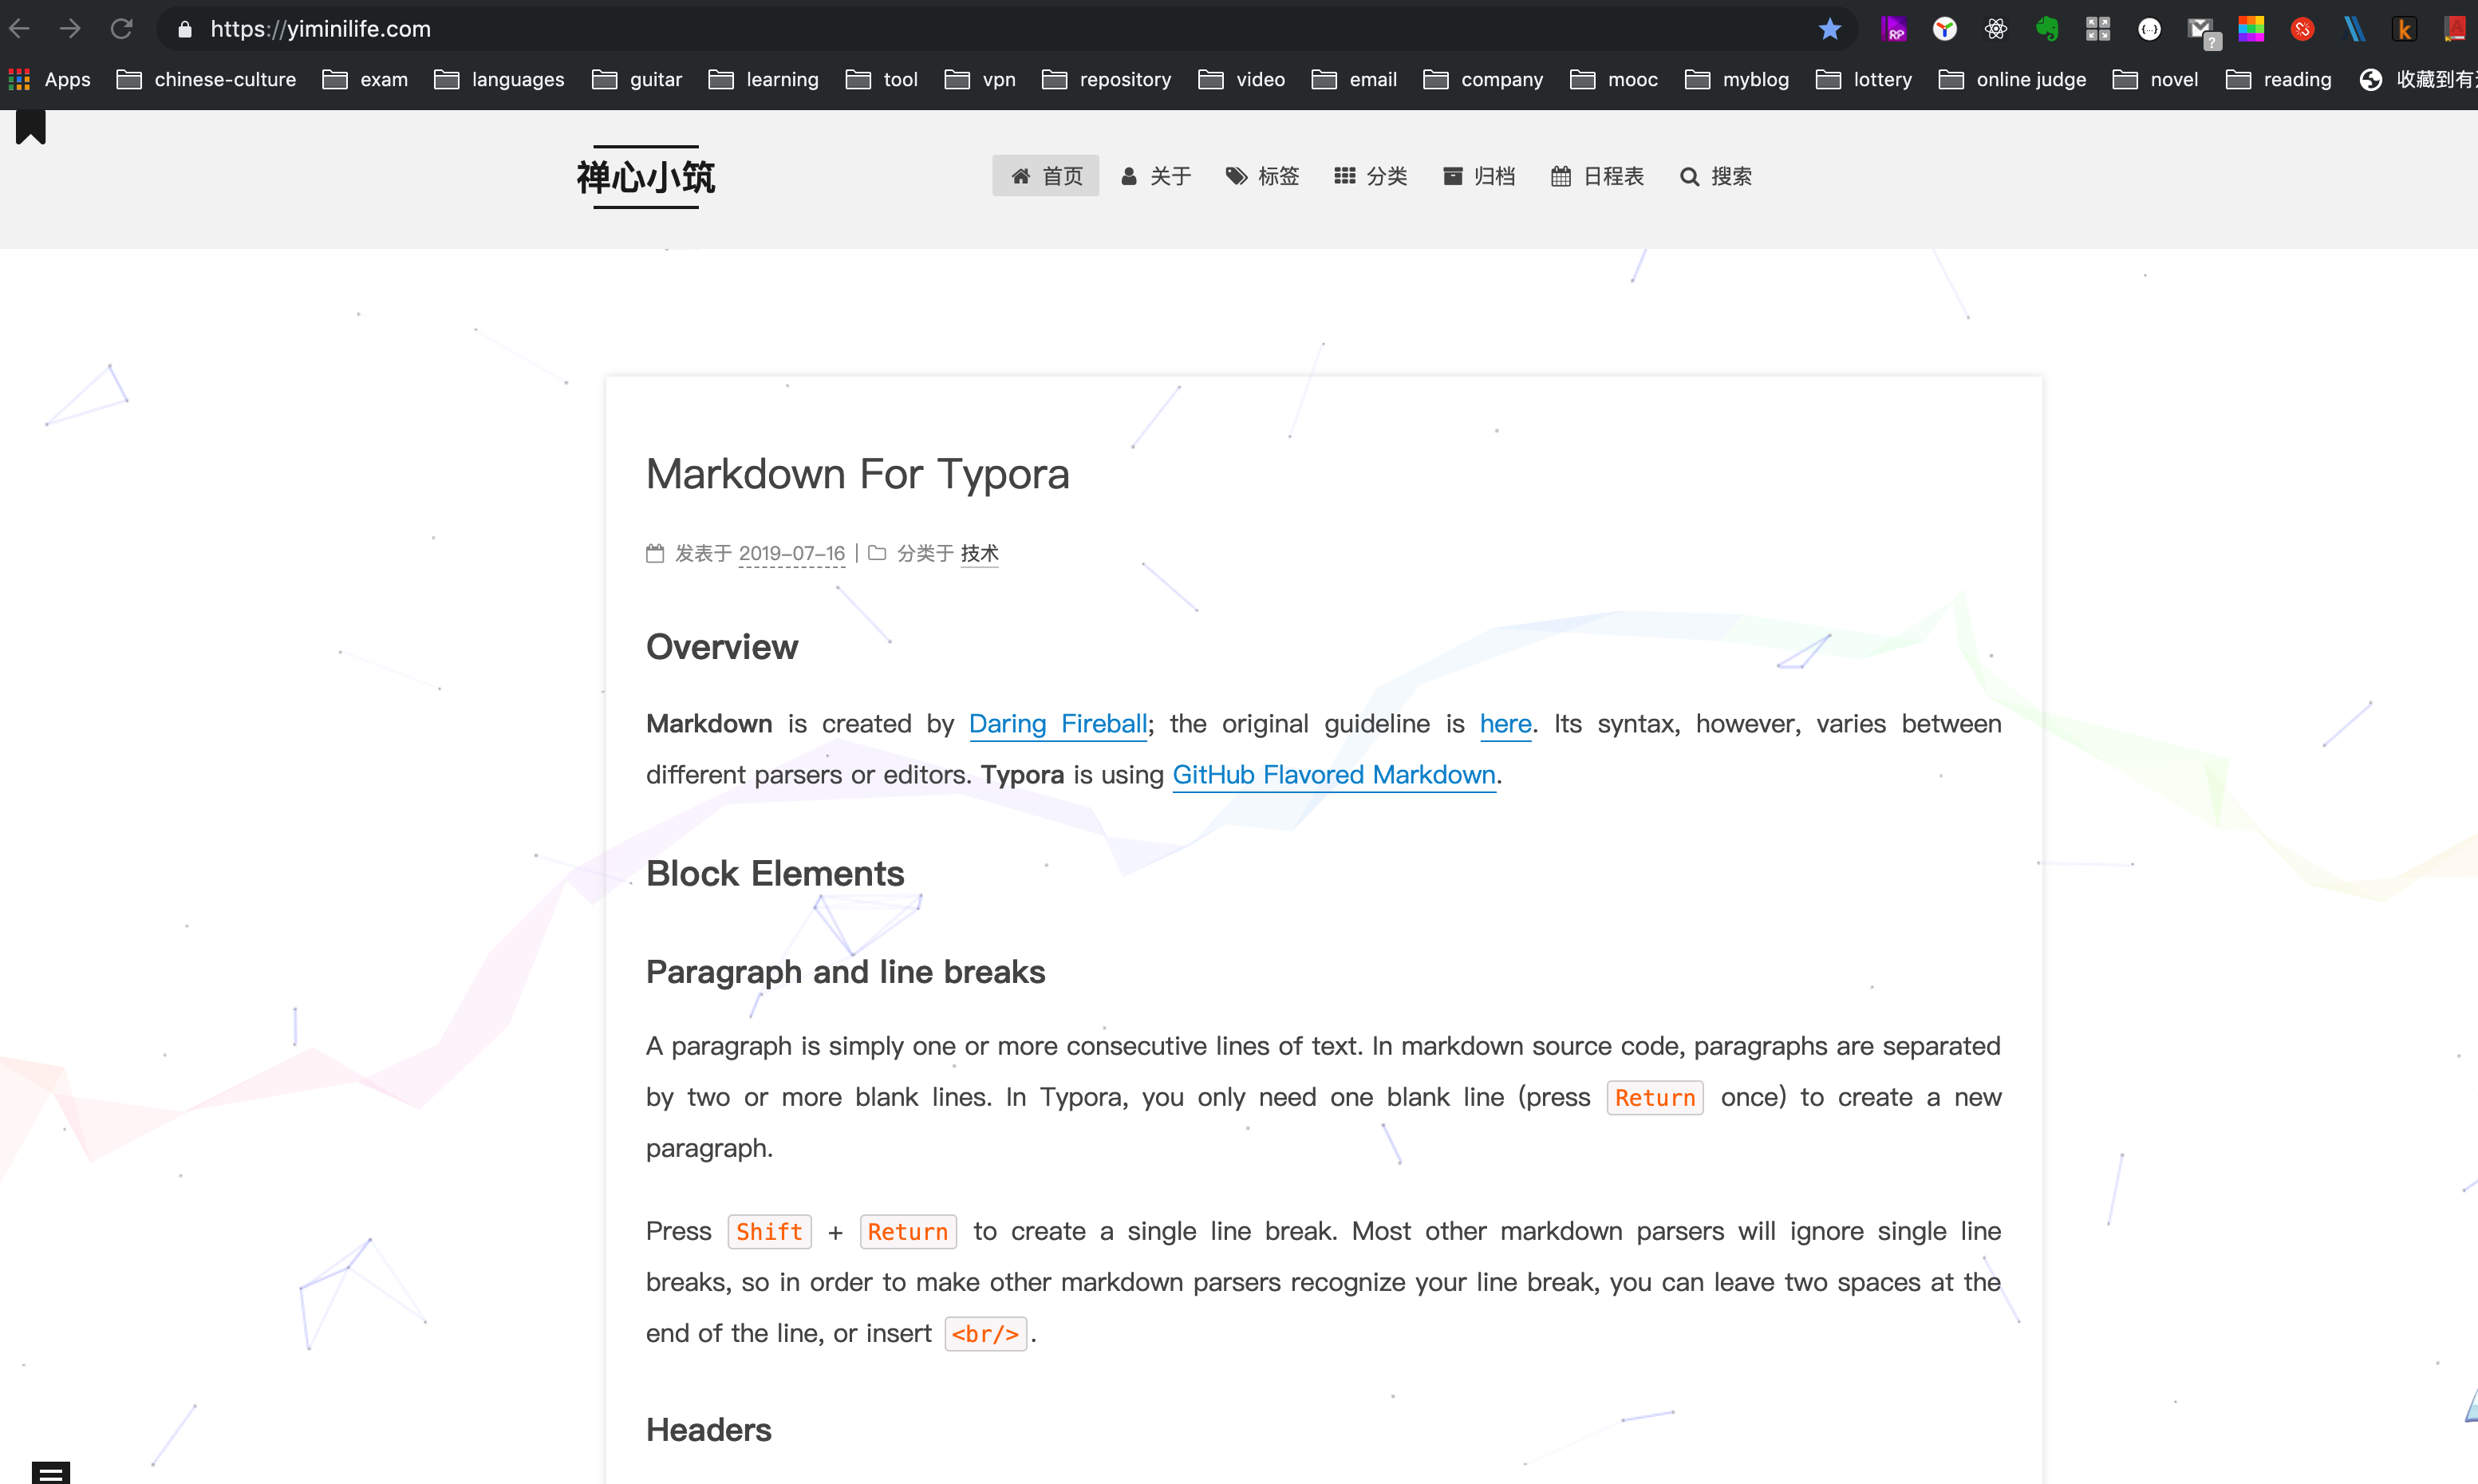 https://yiminilife.com
RP
k
?
Apps chinese-culture exam languages guitar learning tool vpn repository video email company mooc myblog lottery online judge novel reading 收藏到有
禅心小筑
首页 关于 标签 分类 归档 日程表 搜索
Markdown For Typora
发表于 2019-07-16 | 分类于 技术
Overview
Markdown is created by Daring Fireball; the original guideline is here. Its syntax, however, varies between
different parsers or editors. Typora is using GitHub Flavored Markdown.
Block Elements
Paragraph and line breaks
A paragraph is simply one or more consecutive lines of text. In markdown source code, paragraphs are separated
by two or more blank lines. In Typora, you only need one blank line (press Return once) to create a new
paragraph.
Press Shift + Return to create a single line break. Most other markdown parsers will ignore single line
breaks, so in order to make other markdown parsers recognize your line break, you can leave two spaces at the
end of the line, or insert <br/>.
Headers